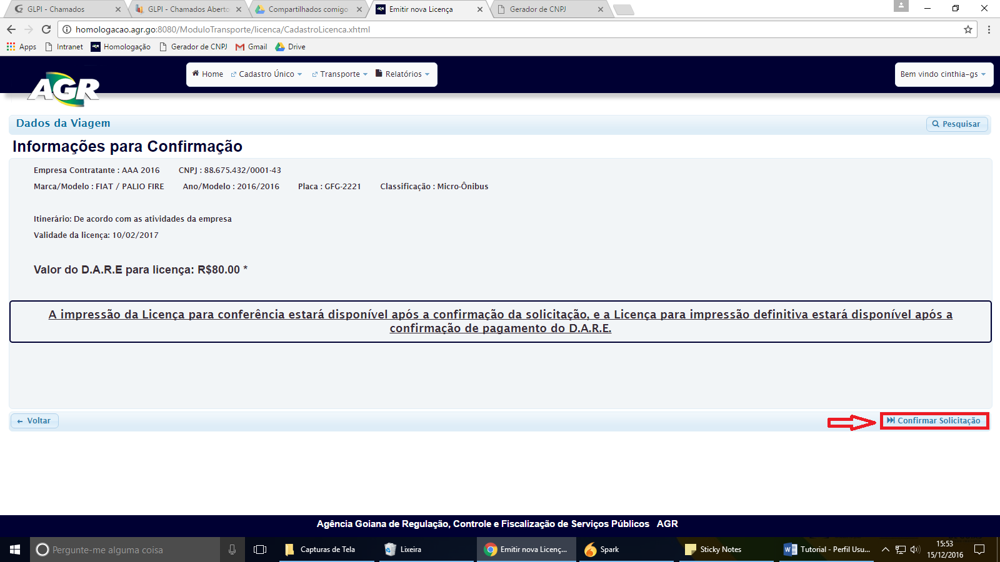 GLPI - Chamados
GLPI - Chamados Aberto
Compartilhados comigo
Emitir nova Licença
Gerador de CNPJ
homologacao.agr.go:8080/ModuloTransporte/licenca/CadastroLicenca.xhtml
Apps
Intranet
Homologação
Gerador de CNPJ
Gmail
Drive
AGR
Home
Cadastro Único
Transporte
Relatórios
Bem vindo cinthia-gs
Dados da Viagem
Pesquisar
Informações para Confirmação
Empresa Contratante : AAA 2016 CNPJ : 88.675.432/0001-43
Marca/Modelo : FIAT / PALIO FIRE Ano/Modelo : 2016/2016 Placa : GFG-2221 Classificação : Micro-Ônibus
Itinerário: De acordo com as atividades da empresa
Validade da licença: 10/02/2017
Valor do D.A.R.E para licença: R$80.00 *
A impressão da Licença para conferência estará disponível após a confirmação da solicitação, e a Licença para impressão definitiva estará disponível após a
confirmação de pagamento do D.A.R.E.
Voltar
Confirmar Solicitação
Agência Goiana de Regulação, Controle e Fiscalização de Serviços Públicos AGR
Pergunte-me alguma coisa
Capturas de Tela
Lixeira
Emitir nova Licenç...
Spark
Sticky Notes
Tutorial - Perfil Usu...
15:53
15/12/2016